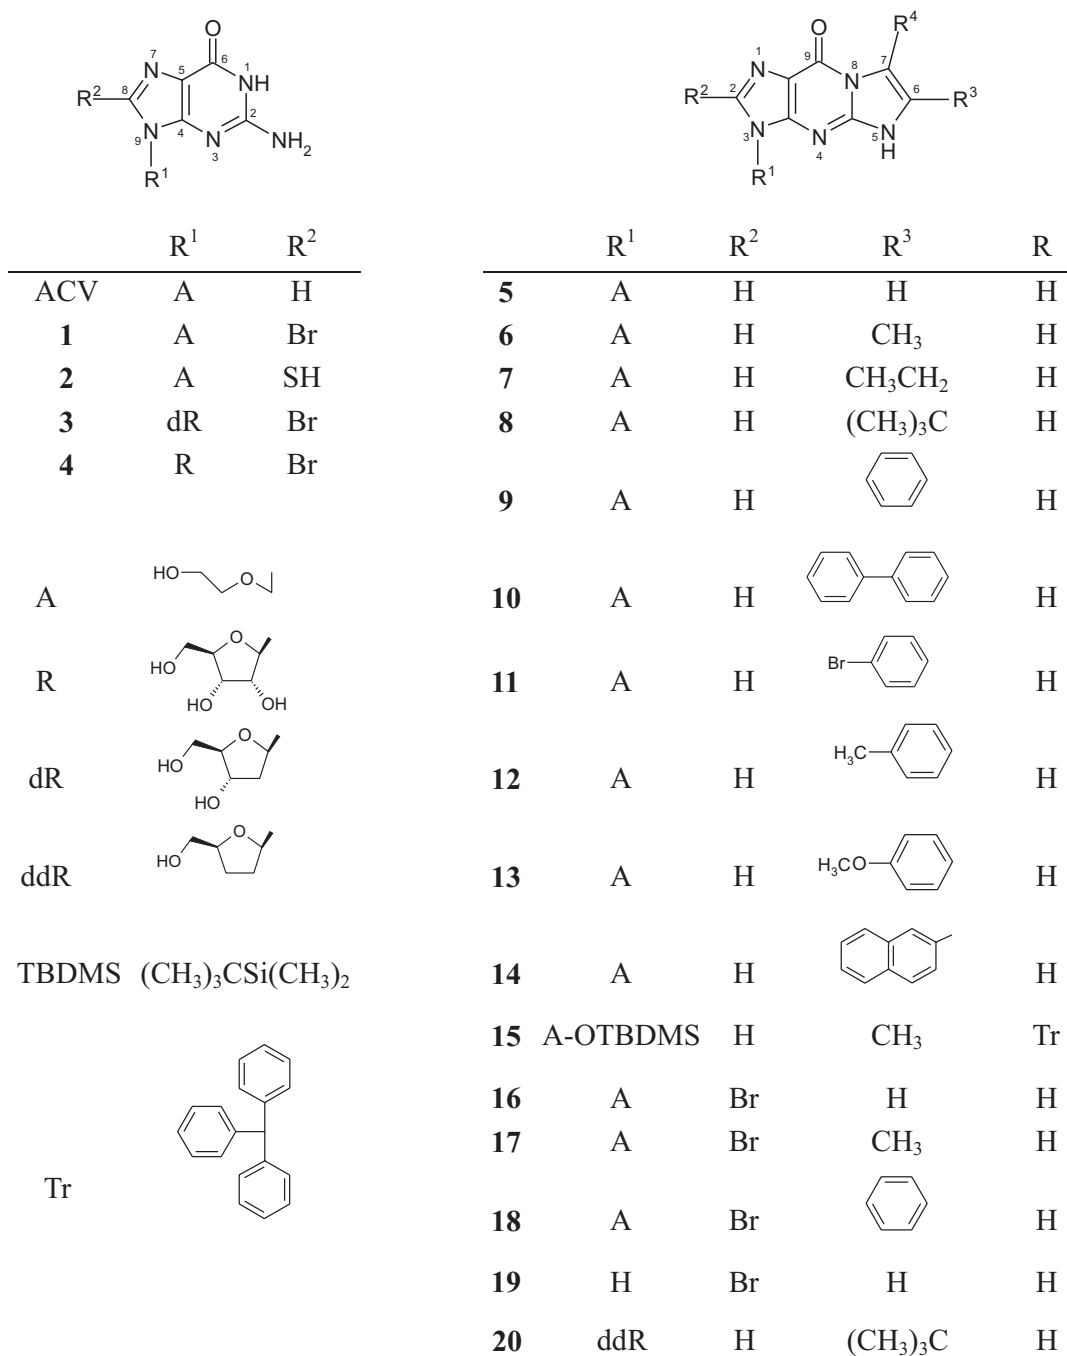 O
N 7
5
6
1
NH
R² 8
2
N
9
4
N
3
NH₂
R¹
R¹ R²
ACV A H
1 A Br
2 A SH
3 dR Br
4 R Br
A HO O
R HO O HO OH
dR HO O HO
ddR HO O
TBDMS (CH₃)₃CSi(CH₃)₂
Tr
O
R⁴
1
N
9
8
N
7
R² 2
6
R³
N
3
N
4
5 N
H
R¹
R¹ R² R³ R
5 A H H H
6 A H CH₃ H
7 A H CH₃CH₂ H
8 A H (CH₃)₃C H
9 A H H
10 A H H
11 A H Br H
12 A H H₃C H
13 A H H₃CO H
14 A H H
15 A-OTBDMS H CH₃ Tr
16 A Br H H
17 A Br CH₃ H
18 A Br H
19 H Br H H
20 ddR H (CH₃)₃C H